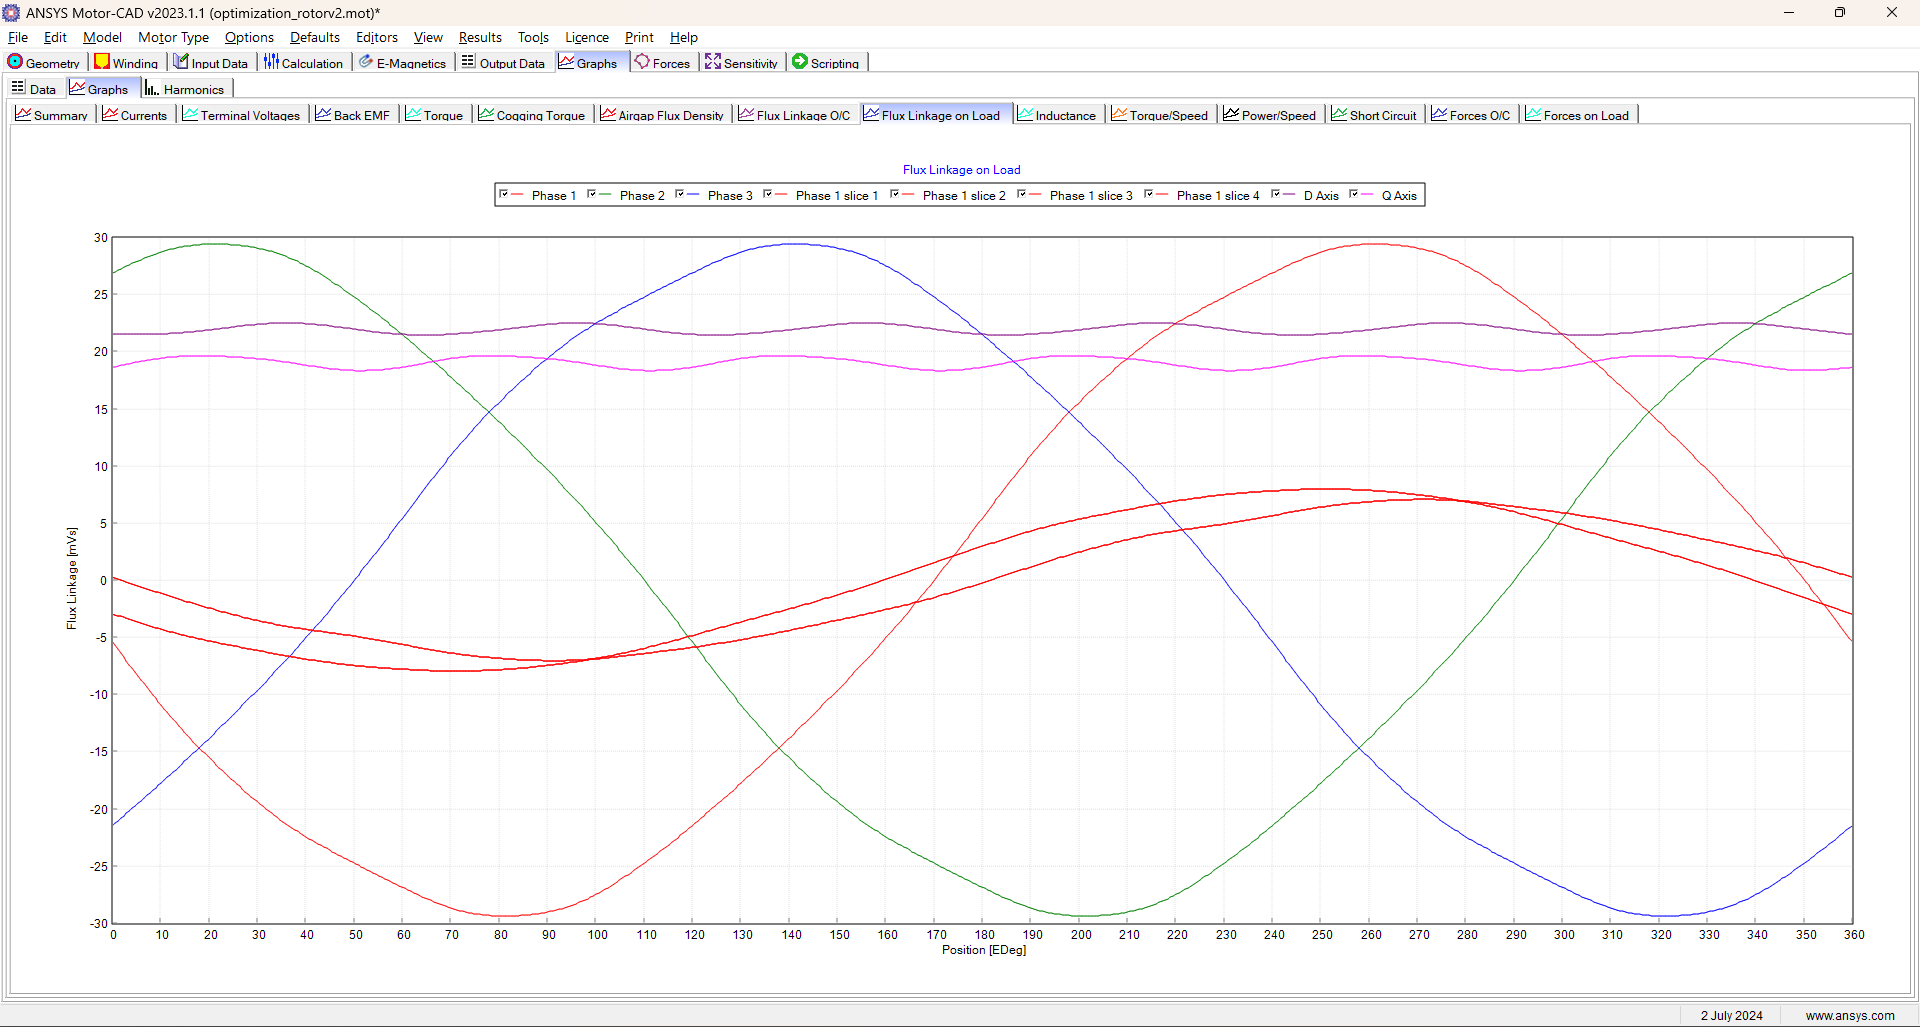 ANSYS Motor-CAD v2023.1.1 (optimization_rotorv2.mot)*
File Edit Model Motor Type Options Defaults Editors View Results Tools Licence Print Help
Geometry Winding Input Data Calculation E-Magnetics Output Data Graphs Forces Sensitivity Scripting
Data Graphs Harmonics
Summary Currents Terminal Voltages Back EMF Torque Cogging Torque Airgap Flux Density Flux Linkage O/C Flux Linkage on Load Inductance Torque/Speed Power/Speed Short Circuit Forces O/C Forces on Load
Flux Linkage on Load
Phase 1 Phase 2 Phase 3 Phase 1 slice 1 Phase 1 slice 2 Phase 1 slice 3 Phase 1 slice 4 D Axis Q Axis
30
25
20
15
10
5
0
-5
-10
-15
-20
-25
-30
Flux Linkage [mVs]
0 10 20 30 40 50 60 70 80 90 100 110 120 130 140 150 160 170 180 190 200 210 220 230 240 250 260 270 280 290 300 310 320 330 340 350 360
Position [EDeg]
2 July 2024 www.ansys.com